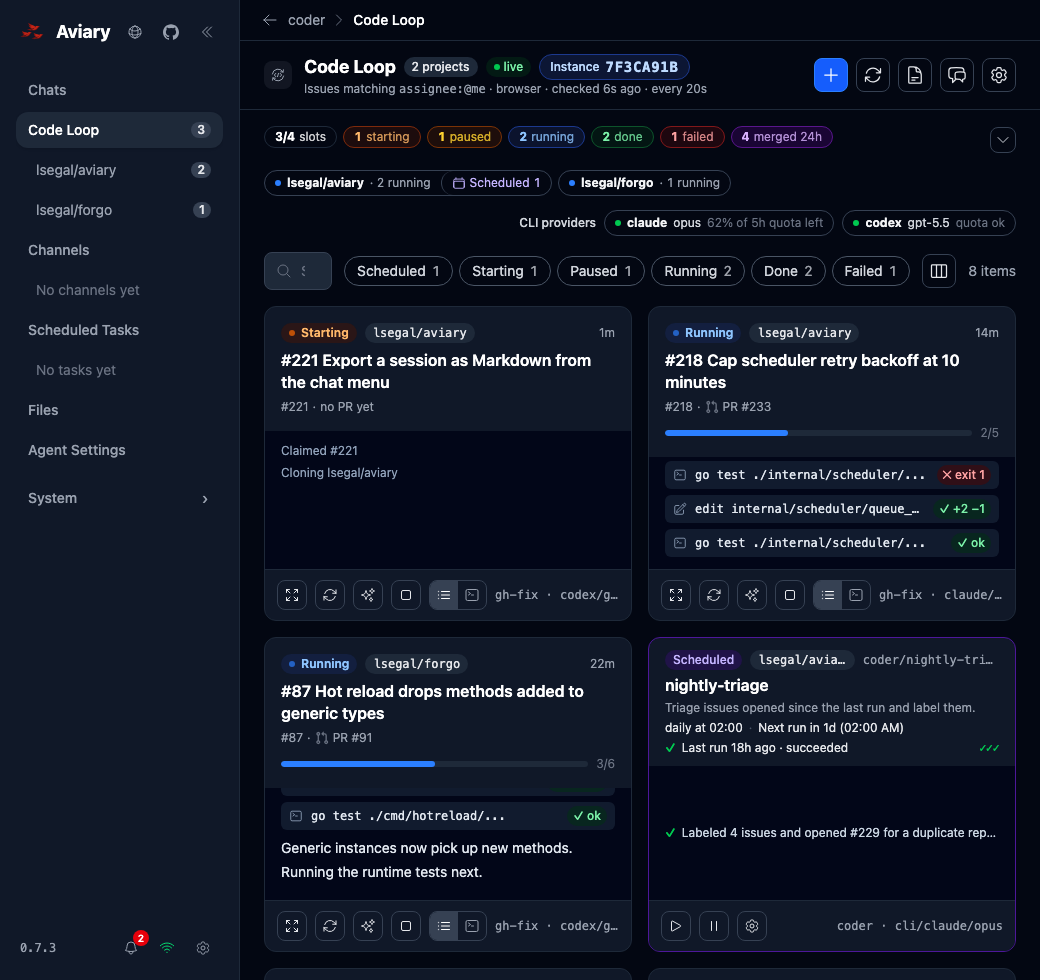 Aviary
Chats
Code Loop 3
lsegal/aviary 2
lsegal/forgo 1
Channels
No channels yet
Scheduled Tasks
No tasks yet
Files
Agent Settings
System
0.7.3
2
coder Code Loop
Code Loop 2 projects live Instance 7F3CA91B
Issues matching assignee:@me · browser · checked 6s ago · every 20s
3/4 slots 1 starting 1 paused 2 running 2 done 1 failed 4 merged 24h
lsegal/aviary · 2 running Scheduled 1 lsegal/forgo · 1 running
CLI providers claude opus 62% of 5h quota left codex gpt-5.5 quota ok
Scheduled 1 Starting 1 Paused 1 Running 2 Done 2 Failed 1 8 items
Starting lsegal/aviary 1m
#221 Export a session as Markdown from
the chat menu
#221 · no PR yet
Claimed #221
Cloning lsegal/aviary
gh-fix · codex/g…
Running lsegal/aviary 14m
#218 Cap scheduler retry backoff at 10
minutes
#218 · PR #233
2/5
go test ./internal/scheduler/... exit 1
edit internal/scheduler/queue_… +2 −1
go test ./internal/scheduler/... ok
gh-fix · claude/…
Running lsegal/forgo 22m
#87 Hot reload drops methods added to
generic types
#87 · PR #91
3/6
go test ./cmd/hotreload/... ok
Generic instances now pick up new methods.
Running the runtime tests next.
gh-fix · codex/g…
Scheduled lsegal/avia… coder/nightly-tri…
nightly-triage
Triage issues opened since the last run and label them.
daily at 02:00 · Next run in 1d (02:00 AM)
Last run 18h ago · succeeded
Labeled 4 issues and opened #229 for a duplicate rep…
coder · cli/claude/opus